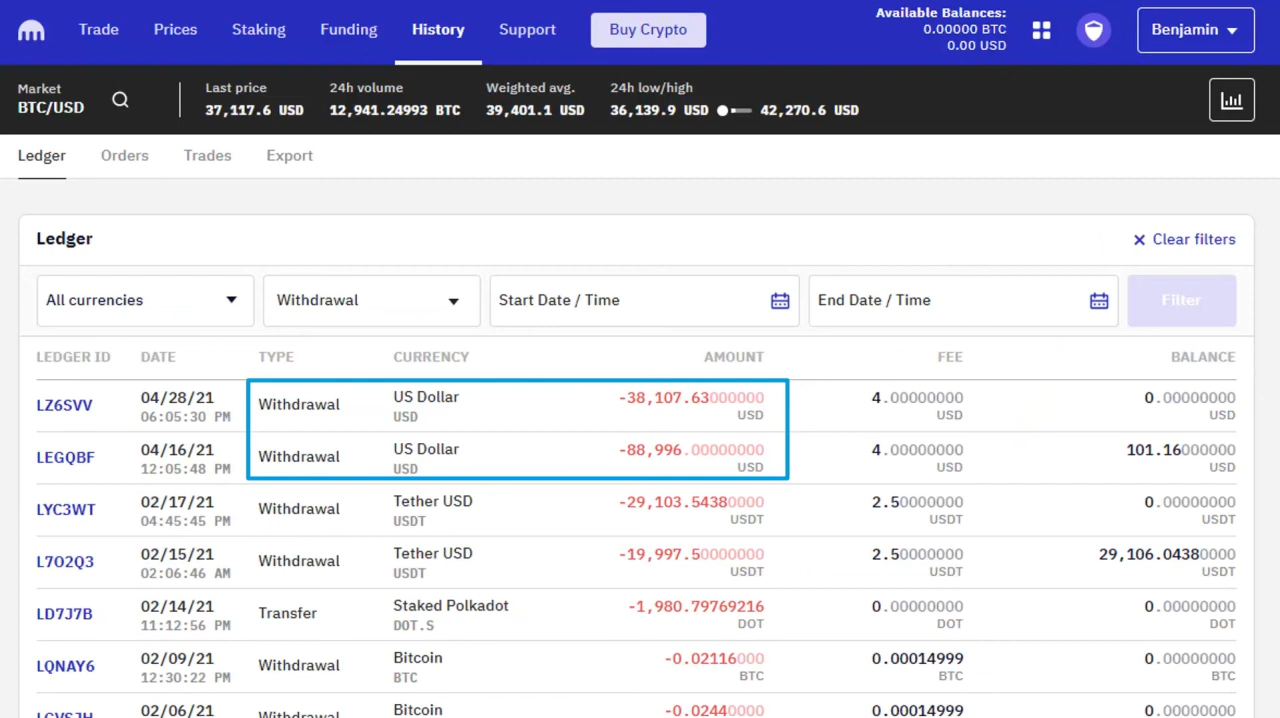 Trade Prices Staking Funding History Support Buy Crypto
Available Balances:
0.00000 BTC
0.00 USD
Benjamin
Market
BTC/USD
Last price
37,117.6 USD
24h volume
12,941.24993 BTC
Weighted avg.
39,401.1 USD
24h low/high
36,139.9 USD 42,270.6 USD
Ledger Orders Trades Export
Ledger
Clear filters
All currencies Withdrawal Start Date / Time End Date / Time Filter
LEDGER ID DATE TYPE CURRENCY AMOUNT FEE BALANCE
LZ6SVV 04/28/21 Withdrawal US Dollar -38,107.63000000 4.00000000 0.00000000
06:05:30 PM USD USD USD USD
LEGQBF 04/16/21 Withdrawal US Dollar -88,996.00000000 4.00000000 101.16000000
12:05:48 PM USD USD USD USD
LYC3WT 02/17/21 Withdrawal Tether USD -29,103.54380000 2.50000000 0.00000000
04:45:45 PM USDT USDT USDT USDT
L7O2Q3 02/15/21 Withdrawal Tether USD -19,997.50000000 2.50000000 29,106.04380000
02:06:46 AM USDT USDT USDT USDT
LD7J7B 02/14/21 Transfer Staked Polkadot -1,980.79769216 0.00000000 0.00000000
11:12:56 PM DOT.S DOT DOT DOT
LQNAY6 02/09/21 Withdrawal Bitcoin -0.02116000 0.00014999 0.00000000
12:30:22 PM BTC BTC BTC BTC
02/06/21 Withdrawal Bitcoin -0.02440000 0.00014999 0.00000000